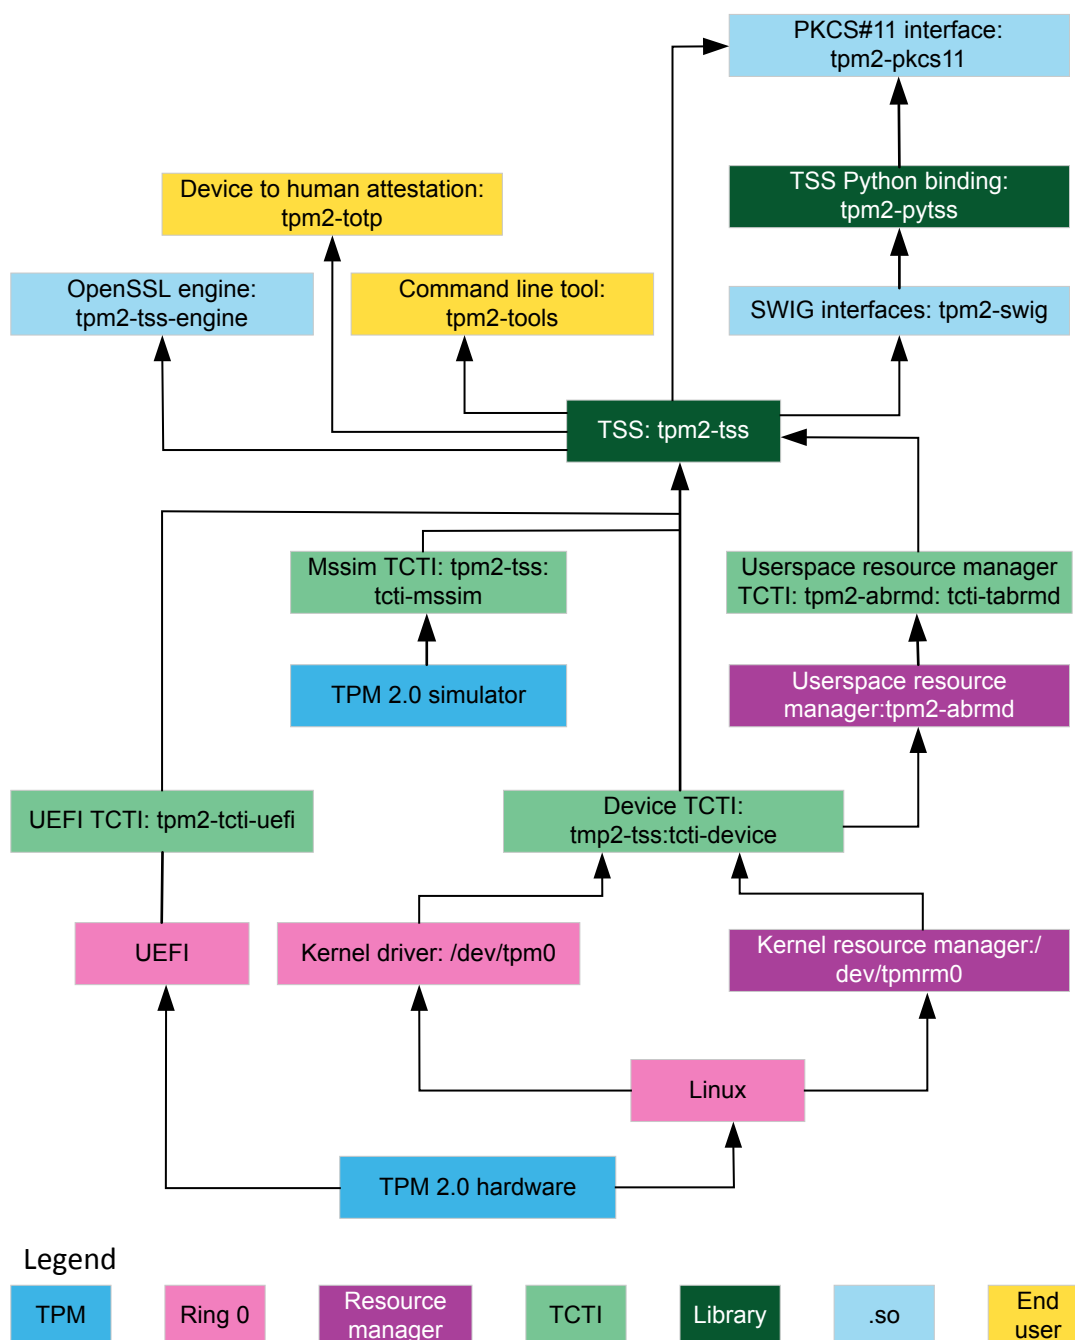 PKCS#11 interface:
tpm2-pkcs11
Device to human attestation:
tpm2-totp
TSS Python binding:
tpm2-pytss
OpenSSL engine:
tpm2-tss-engine
Command line tool:
tpm2-tools
SWIG interfaces: tpm2-swig
TSS: tpm2-tss
Mssim TCTI: tpm2-tss:
tcti-mssim
Userspace resource manager
TCTI: tpm2-abrmd: tcti-tabrmd
TPM 2.0 simulator
Userspace resource
manager:tpm2-abrmd
UEFI TCTI: tpm2-tcti-uefi
Device TCTI:
tmp2-tss:tcti-device
UEFI
Kernel driver: /dev/tpm0
Kernel resource manager:/
dev/tpmrm0
Linux
TPM 2.0 hardware
Legend
TPM
Ring 0
Resource
manager
TCTI
Library
.so
End
user